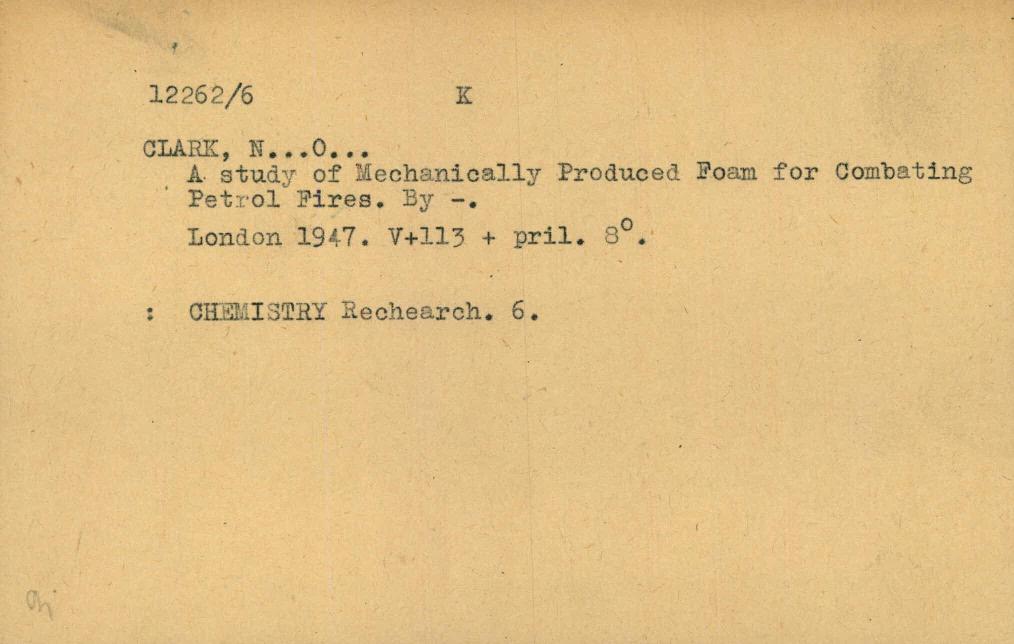 12262/6 K
CLARK, N...O...
A study of Mechanically Produced Foam for Combating
Petrol Fires. By -.
London 1947. V+113 + pril. 8°.
: CHEMISTRY Rechearch. 6.